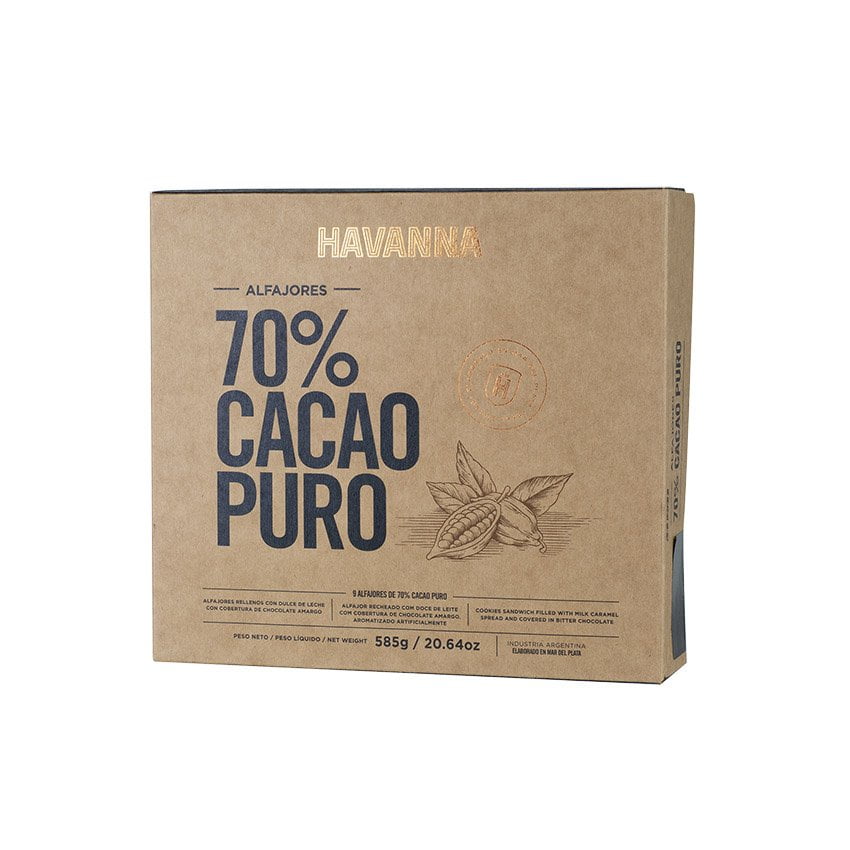 HAVANNA
ALFAJORES
70%
CACAO
PURO
9 ALFAJORES DE 70% CACAO PURO
ALFAJORES RELLENOS CON DULCE DE LECHE
CON COBERTURA DE CHOCOLATE AMARGO
ALFAJOR RECHEADO COM DOCE DE LEITE
COM COBERTURA DE CHOCOLATE AMARGO.
AROMATIZADO ARTIFICIALMENTE
COOKIES SANDWICH FILLED WITH MILK CARAMEL
SPREAD AND COVERED IN BITTER CHOCOLATE
PESO NETO / PESO LÍQUIDO / NET WEIGHT 585g / 20.64oz
INDUSTRIA ARGENTINA
ELABORADO EN MAR DEL PLATA
H
HAVANNA ALFAJORES 70% CACAO PURO